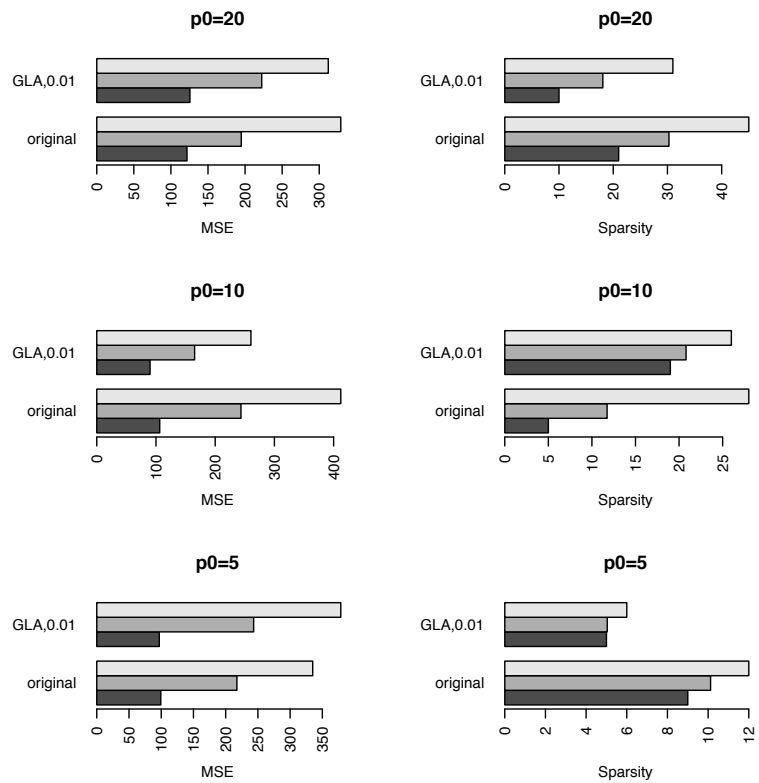 p0=20
GLA,0.01
original
0 50 100 150 200 250 300
MSE
p0=20
0 10 20 30 40
Sparsity
p0=10
GLA,0.01
original
0 100 200 300 400
MSE
p0=10
GLA,0.01
original
0 5 10 15 20 25
Sparsity
p0=5
GLA,0.01
original
0 50 100 150 200 250 300 350
MSE
p0=5
GLA,0.01
original
0 2 4 6 8 10 12
Sparsity